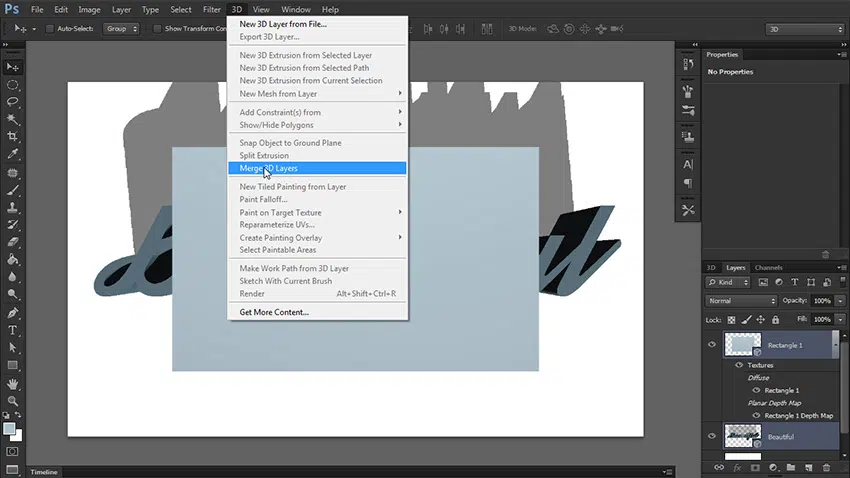 Ps File Edit Image Layer Type Select Filter 3D View Window Help
Auto-Select: Group Show Transform Con 3D Mode: 3D
New 3D Layer from File...
Export 3D Layer...
New 3D Extrusion from Selected Layer
New 3D Extrusion from Selected Path
New 3D Extrusion from Current Selection
New Mesh from Layer
Add Constraint(s) from
Show/Hide Polygons
Snap Object to Ground Plane
Split Extrusion
Merge 3D Layers
New Tiled Painting from Layer
Paint Falloff...
Paint on Target Texture
Reparameterize UVs...
Create Painting Overlay
Select Paintable Areas
Make Work Path from 3D Layer
Sketch With Current Brush
Render Alt+Shift+Ctrl+R
Get More Content...
Properties
No Properties
3D Layers Channels
Kind
Normal Opacity: 100%
Lock: Fill: 100%
Rectangle 1
Textures
Diffuse
Rectangle 1
Planar Depth Map
Rectangle 1 Depth Map
Beautiful
fx
Timeline